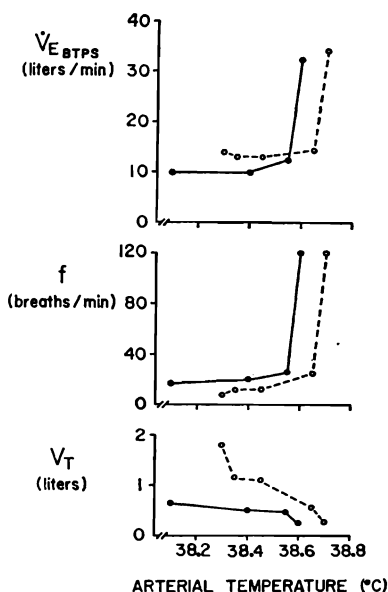 V̇E BTPS
(liters/min)
40
30
20
10
0
f
(breaths/min)
120
80
40
0
VT
(liters)
2
1
0
38.2 38.4 38.6 38.8
ARTERIAL TEMPERATURE (°C)